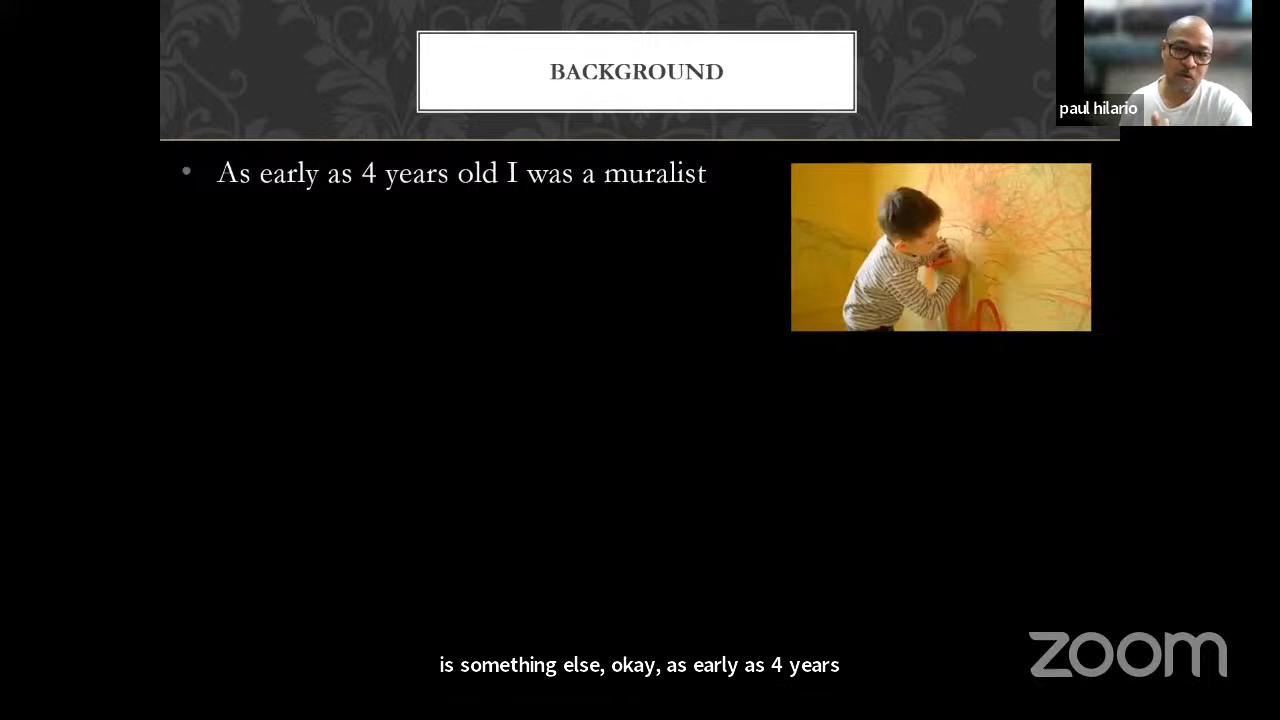 BACKGROUND
paul hilario
• As early as 4 years old I was a muralist
is something else, okay, as early as 4 years
zoom